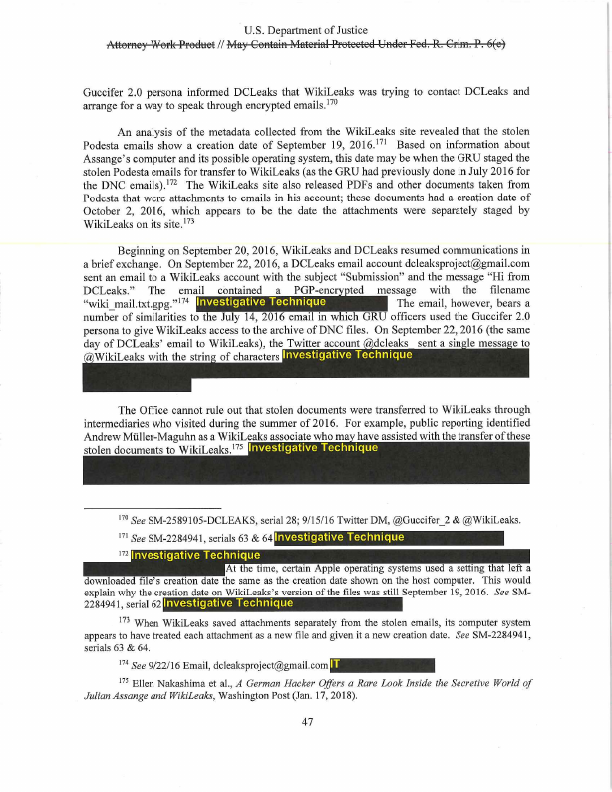 U.S. Department of Justice
Attorney Work Product // May Contain Material Protected Under Fed. R. Crim. P. 6(e)
Guccifer 2.0 persona informed DCLeaks that WikiLeaks was trying to contact DCLeaks and
arrange for a way to speak through encrypted emails.170
An analysis of the metadata collected from the WikiLeaks site revealed that the stolen
Podesta emails show a creation date of September 19, 2016.171 Based on information about
Assange's computer and its possible operating system, this date may be when the GRU staged the
stolen Podesta emails for transfer to WikiLeaks (as the GRU had previously done in July 2016 for
the DNC emails).172 The WikiLeaks site also released PDFs and other documents taken from
Podesta that were attachments to emails in his account; these documents had a creation date of
October 2, 2016, which appears to be the date the attachments were separately staged by
WikiLeaks on its site.173
Beginning on September 20, 2016, WikiLeaks and DCLeaks resumed communications in
a brief exchange. On September 22, 2016, a DCLeaks email account dcleaksproject@gmail.com
sent an email to a WikiLeaks account with the subject "Submission" and the message "Hi from
DCLeaks." The email contained a PGP-encrypted message with the filename
"wiki_mail.txt.gpg."174 Investigative Technique The email, however, bears a
number of similarities to the July 14, 2016 email in which GRU officers used the Guccifer 2.0
persona to give WikiLeaks access to the archive of DNC files. On September 22, 2016 (the same
day of DCLeaks' email to WikiLeaks), the Twitter account @dcleaks_ sent a single message to
@WikiLeaks with the string of characters Investigative Technique
The Office cannot rule out that stolen documents were transferred to WikiLeaks through
intermediaries who visited during the summer of 2016. For example, public reporting identified
Andrew Müller-Maguhn as a WikiLeaks associate who may have assisted with the transfer of these
stolen documents to WikiLeaks.175 Investigative Technique
170 See SM-2589105-DCLEAKS, serial 28; 9/15/16 Twitter DM, @Guccifer_2 & @WikiLeaks.
171 See SM-2284941, serials 63 & 64 Investigative Technique
172 Investigative Technique
At the time, certain Apple operating systems used a setting that left a
downloaded file's creation date the same as the creation date shown on the host computer. This would
explain why the creation date on WikiLeaks's version of the files was still September 19, 2016. See SM-
2284941, serial 62 Investigative Technique
173 When WikiLeaks saved attachments separately from the stolen emails, its computer system
appears to have treated each attachment as a new file and given it a new creation date. See SM-2284941,
serials 63 & 64.
174 See 9/22/16 Email, dcleaksproject@gmail.com IT
175 Eller Nakashima et al., A German Hacker Offers a Rare Look Inside the Secretive World of
Julian Assange and WikiLeaks, Washington Post (Jan. 17, 2018).
47